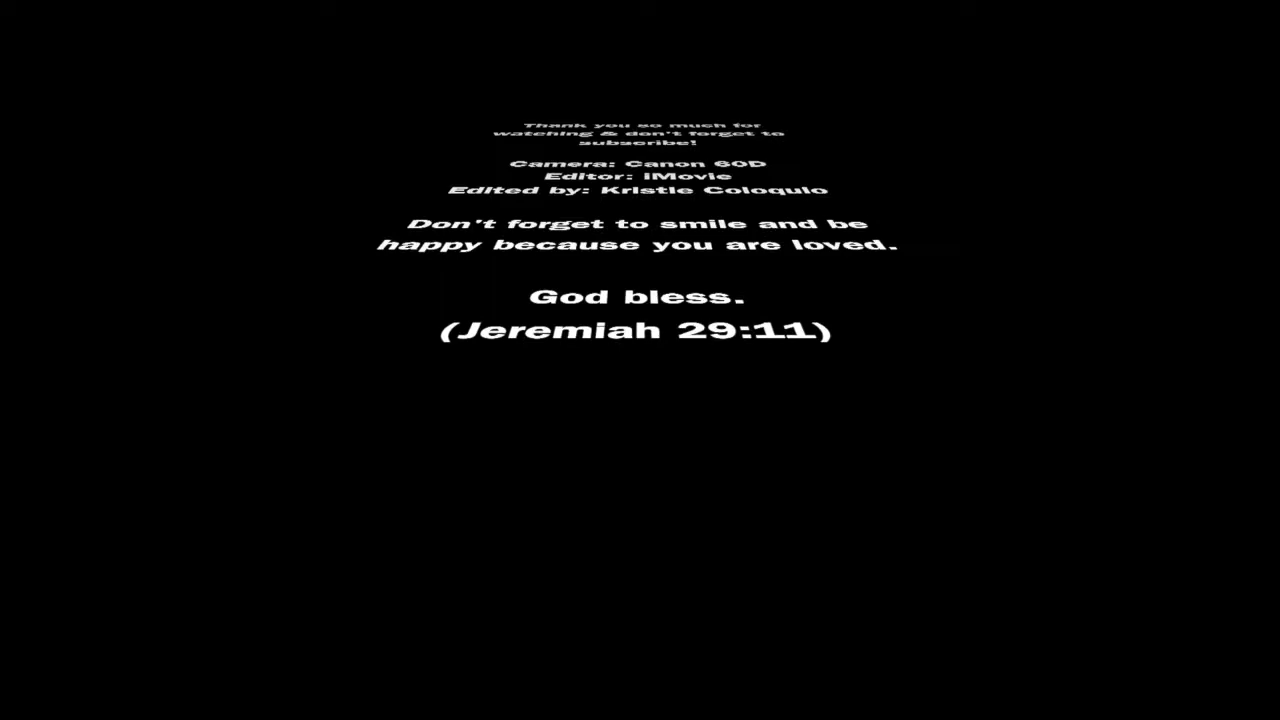 Thank you so much for
watching & don't forget to
subscribe!
Camera: Canon 60D
Editor: iMovie
Edited by: Kristie Coloquio
Don't forget to smile and be
happy because you are loved.
God bless.
(Jeremiah 29:11)